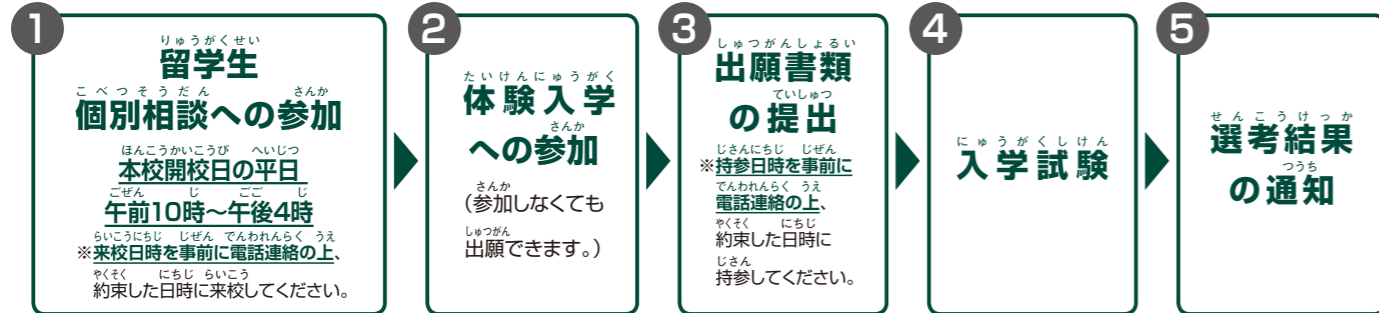 1
りゅうがくせい
留学生
こべつそうだん さんか
個別相談への参加
ほんこうかいこうび へいじつ
本校開校日の平日
ごぜん じ ごご じ
午前10時～午後4時
らいこうにちじ じぜん でんわれんらく うえ
※来校日時を事前に電話連絡の上、
やくそく にちじ らいこう
約束した日時に来校してください。
2
たいけんにゅうがく
体験入学
さんか
への参加
さんか
（参加しなくても
しゅつがん
出願できます。）
3
しゅつがんしょるい
出願書類
ていしゅつ
の提出
じさんにちじ じぜん
※持参日時を事前に
でんわれんらく うえ
電話連絡の上、
やくそく にちじ
約束した日時に
じさん
持参してください。
4
にゅうがくしけん
入学試験
5
せんこうけっか
選考結果
つうち
の通知